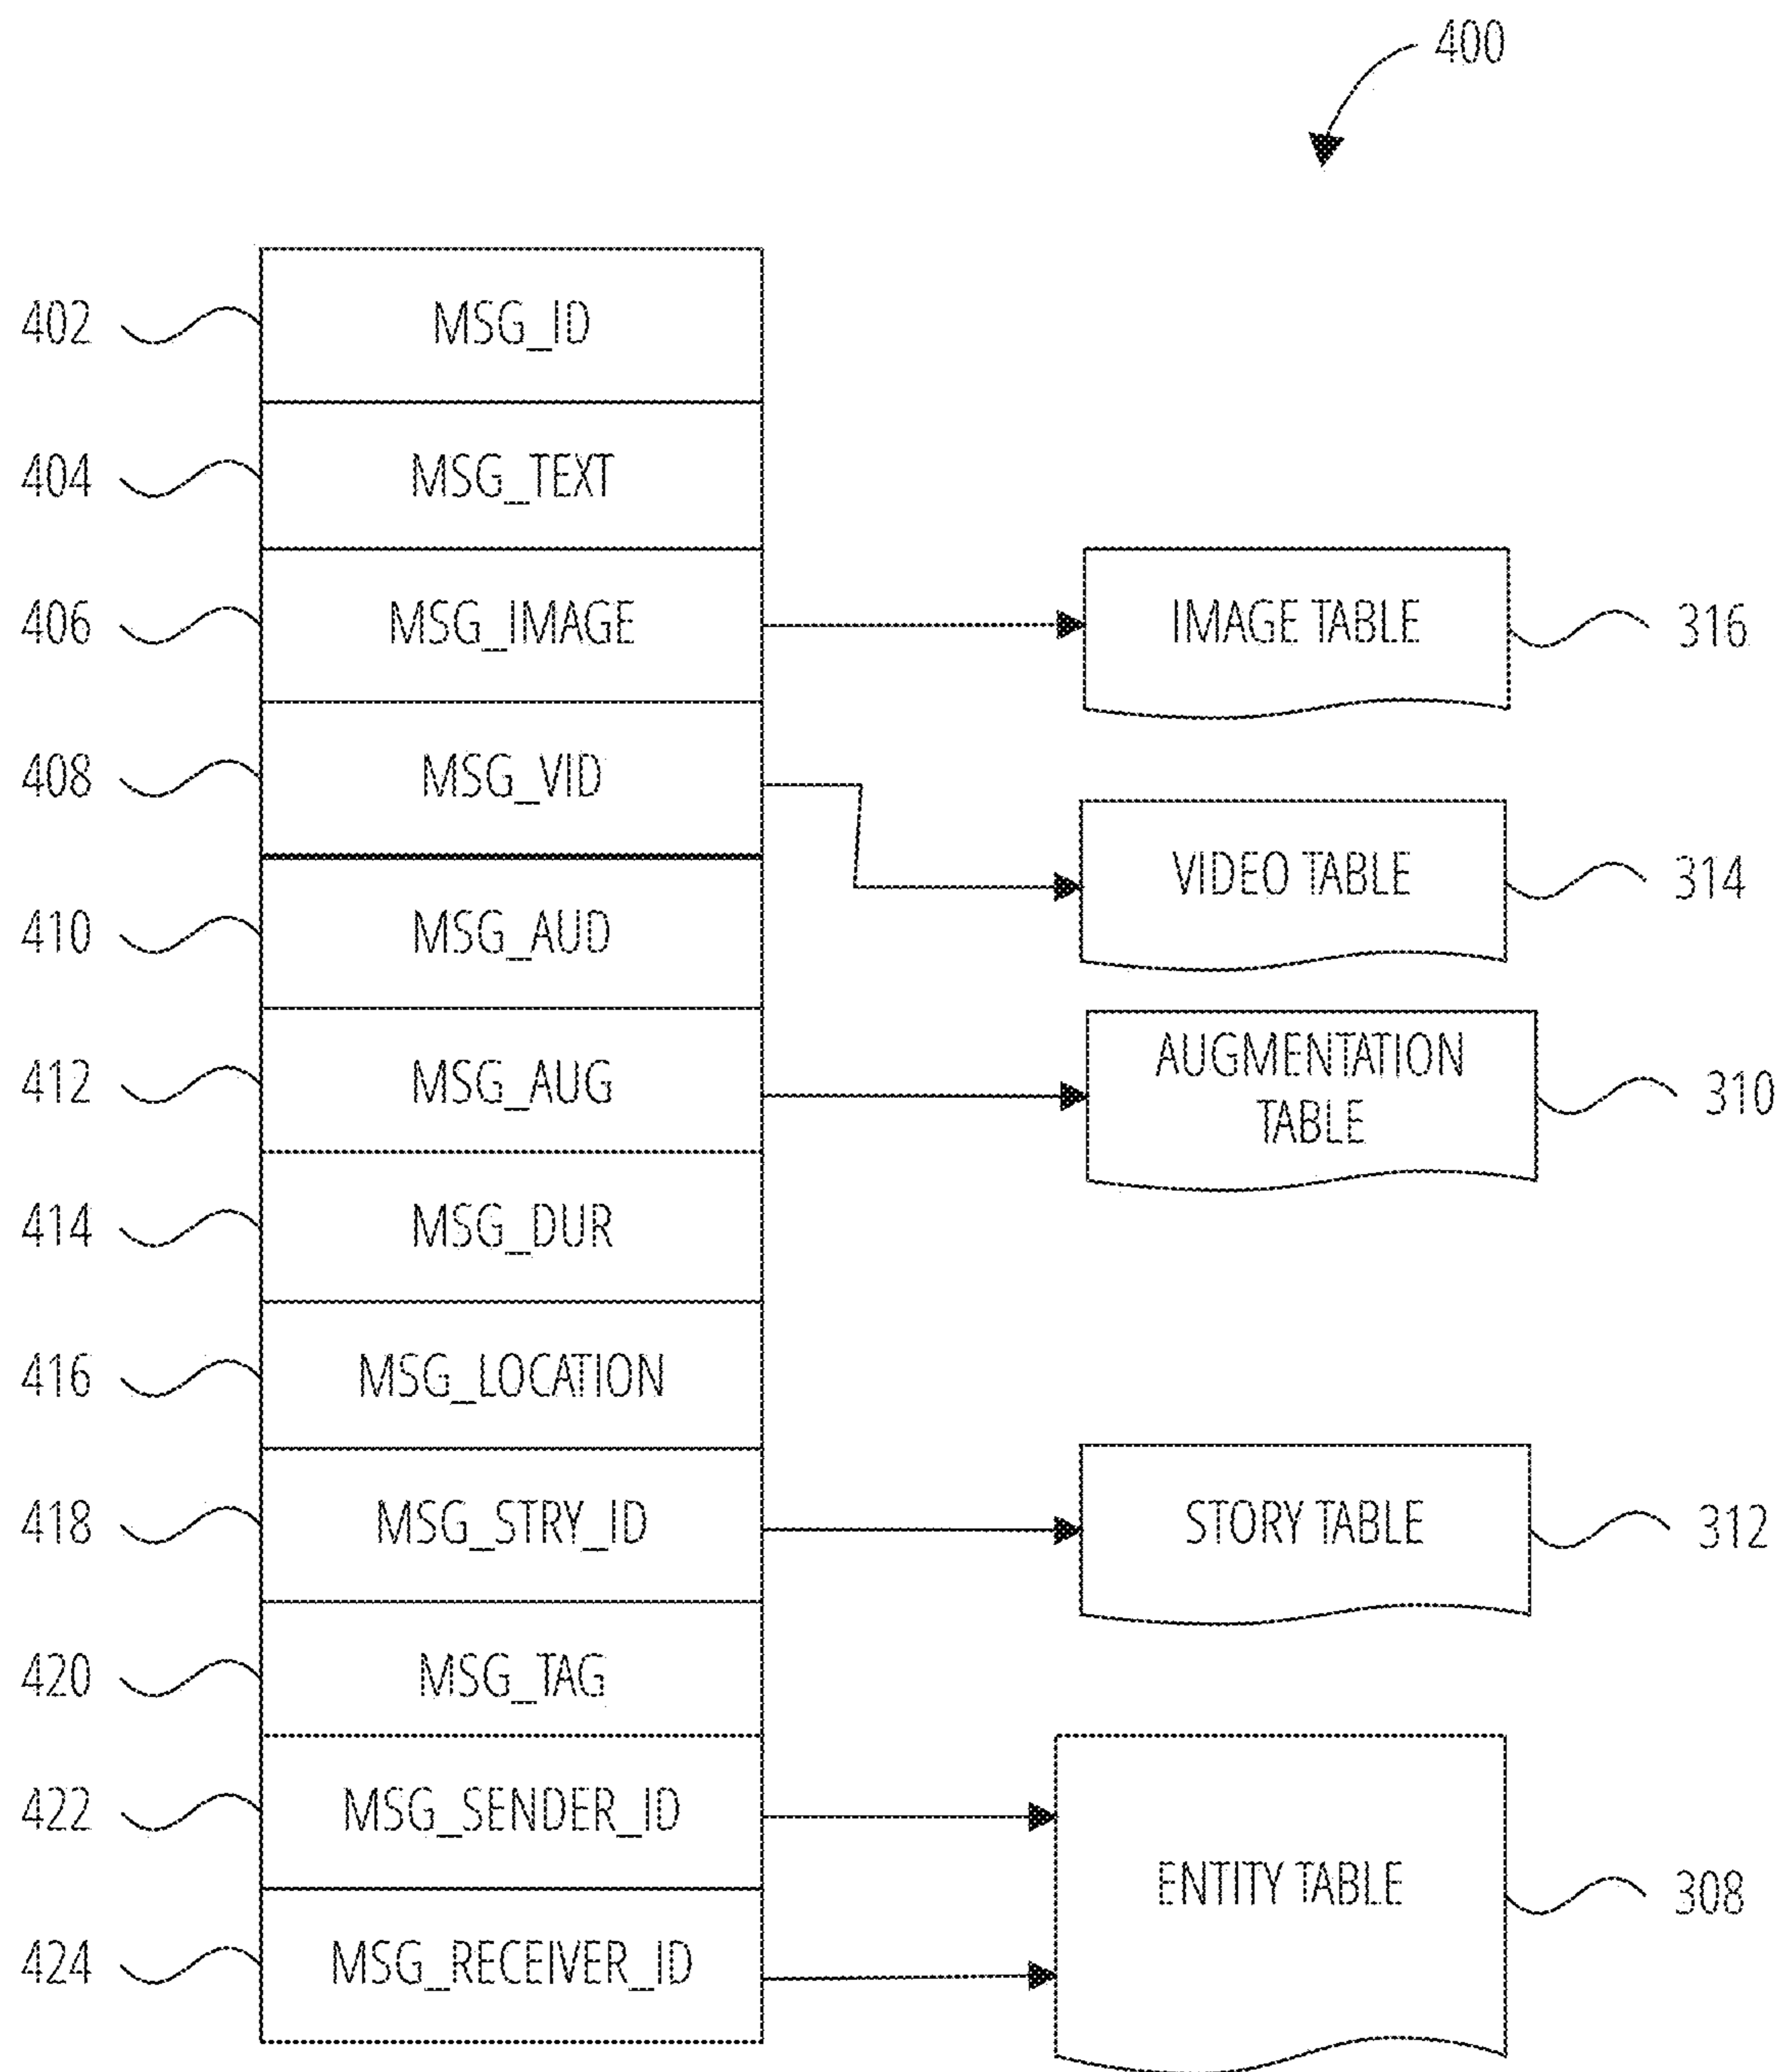 400
402 MSG_ID
404 MSG_TEXT
406 MSG_IMAGE IMAGE TABLE 316
408 MSG_VID
VIDEO TABLE 314
410 MSG_AUD
412 MSG_AUG AUGMENTATION
TABLE 310
414 MSG_DUR
416 MSG_LOCATION
418 MSG_STRY_ID STORY TABLE 312
420 MSG_TAG
422 MSG_SENDER_ID
ENTITY TABLE 308
424 MSG_RECEIVER_ID